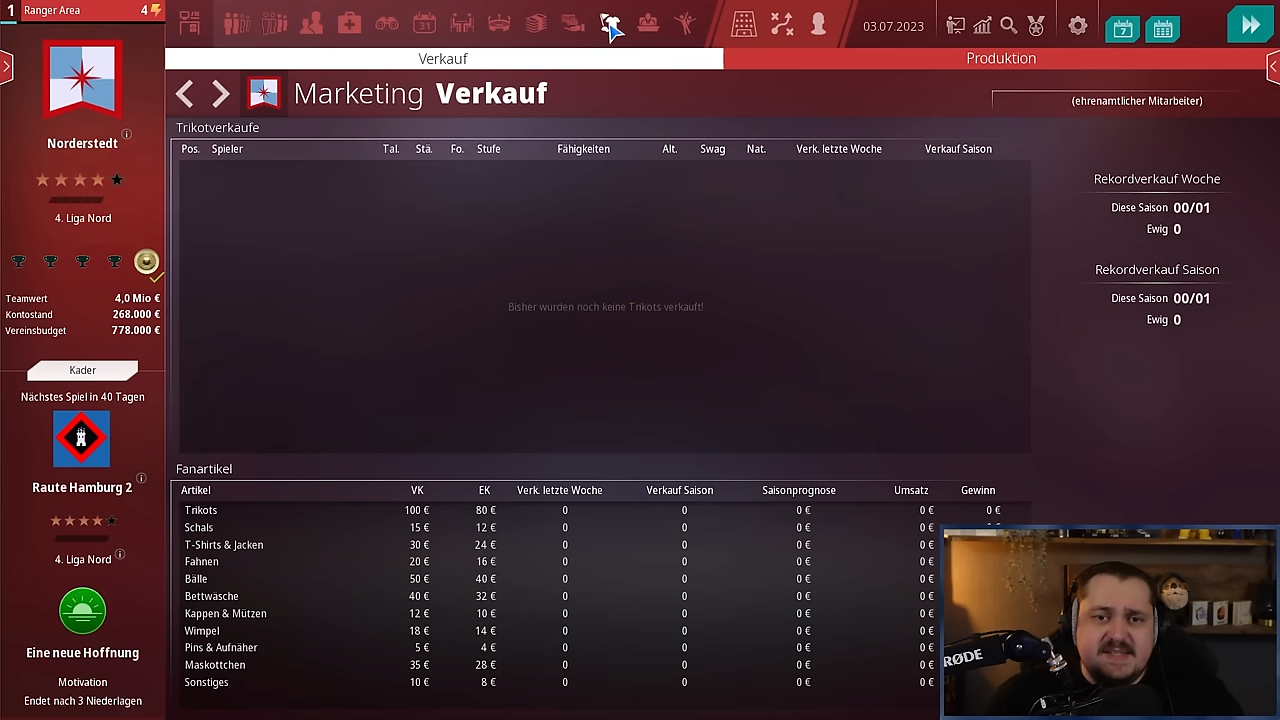 1 Ranger Area 4
31
03.07.2023
7
Verkauf
Produktion
Marketing Verkauf
(ehrenamtlicher Mitarbeiter)
Norderstedt
4. Liga Nord
Teamwert 4,0 Mio €
Kontostand 268.000 €
Vereinsbudget 778.000 €
Kader
Nächstes Spiel in 40 Tagen
Raute Hamburg 2
4. Liga Nord
Eine neue Hoffnung
Motivation
Endet nach 3 Niederlagen
Trikotverkäufe
Pos. Spieler Tal. Stä. Fo. Stufe Fähigkeiten Alt. Swag Nat. Verk. letzte Woche Verkauf Saison
Bisher wurden noch keine Trikots verkauft!
Rekordverkauf Woche
Diese Saison 00/01
Ewig 0
Rekordverkauf Saison
Diese Saison 00/01
Ewig 0
Fanartikel
Artikel VK EK Verk. letzte Woche Verkauf Saison Saisonprognose Umsatz Gewinn
Trikots 100 € 80 € 0 0 0 € 0 € 0 €
Schals 15 € 12 € 0 0 0 € 0 €
T-Shirts & Jacken 30 € 24 € 0 0 0 € 0 €
Fahnen 20 € 16 € 0 0 0 € 0 €
Bälle 50 € 40 € 0 0 0 € 0 €
Bettwäsche 40 € 32 € 0 0 0 € 0 €
Kappen & Mützen 12 € 10 € 0 0 0 € 0 €
Wimpel 18 € 14 € 0 0 0 € 0 €
Pins & Aufnäher 5 € 4 € 0 0 0 € 0 €
Maskottchen 35 € 28 € 0 0 0 € 0 €
Sonstiges 10 € 8 € 0 0 0 € 0 €
RØDE